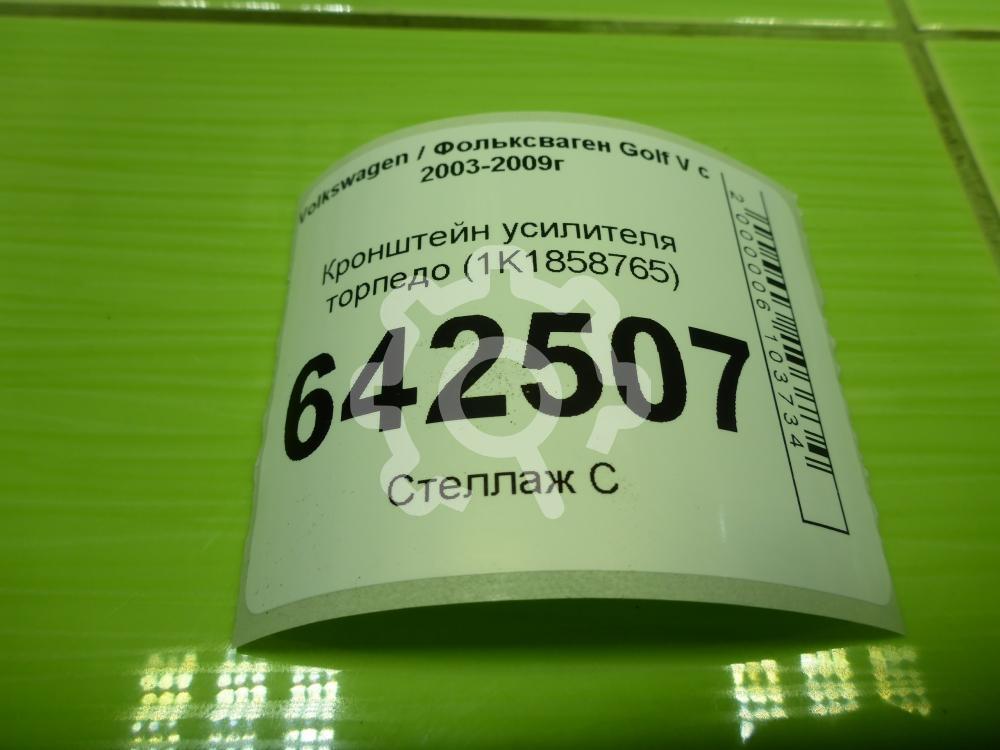 Volkswagen / Фольксваген Golf V с
2003-2009г
Кронштейн усилителя
торпедо (1K1858765)
642507
Стеллаж С
2000006103734